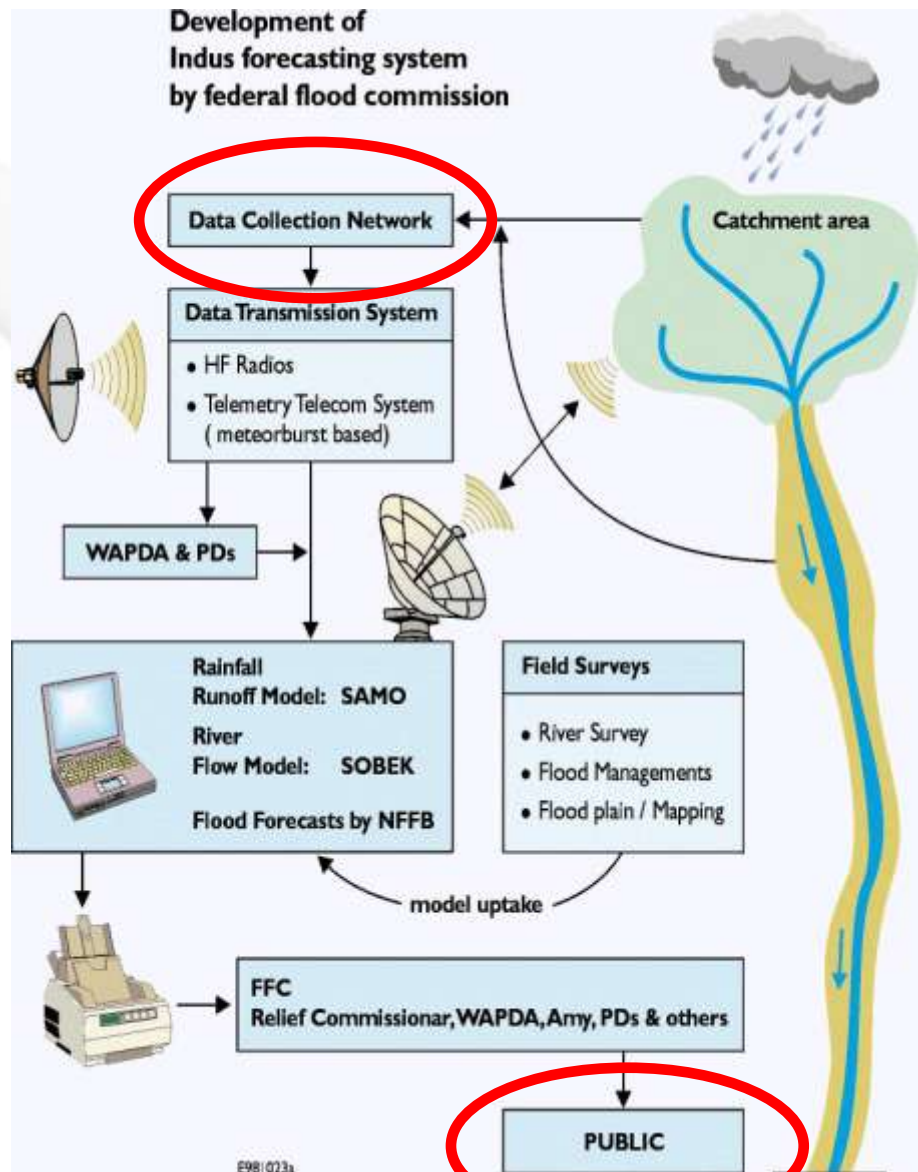 Development of
Indus forecasting system
by federal flood commission
Data Collection Network
Catchment area
Data Transmission System
• HF Radios
• Telemetry Telecom System
( meteorburst based)
WAPDA & PDs
Rainfall
Runoff Model: SAMO
River
Flow Model: SOBEK
Flood Forecasts by NFFB
Field Surveys
• River Survey
• Flood Managements
• Flood plain / Mapping
model uptake
FFC
Relief Commissionar, WAPDA, Amy, PDs & others
PUBLIC
E981023a